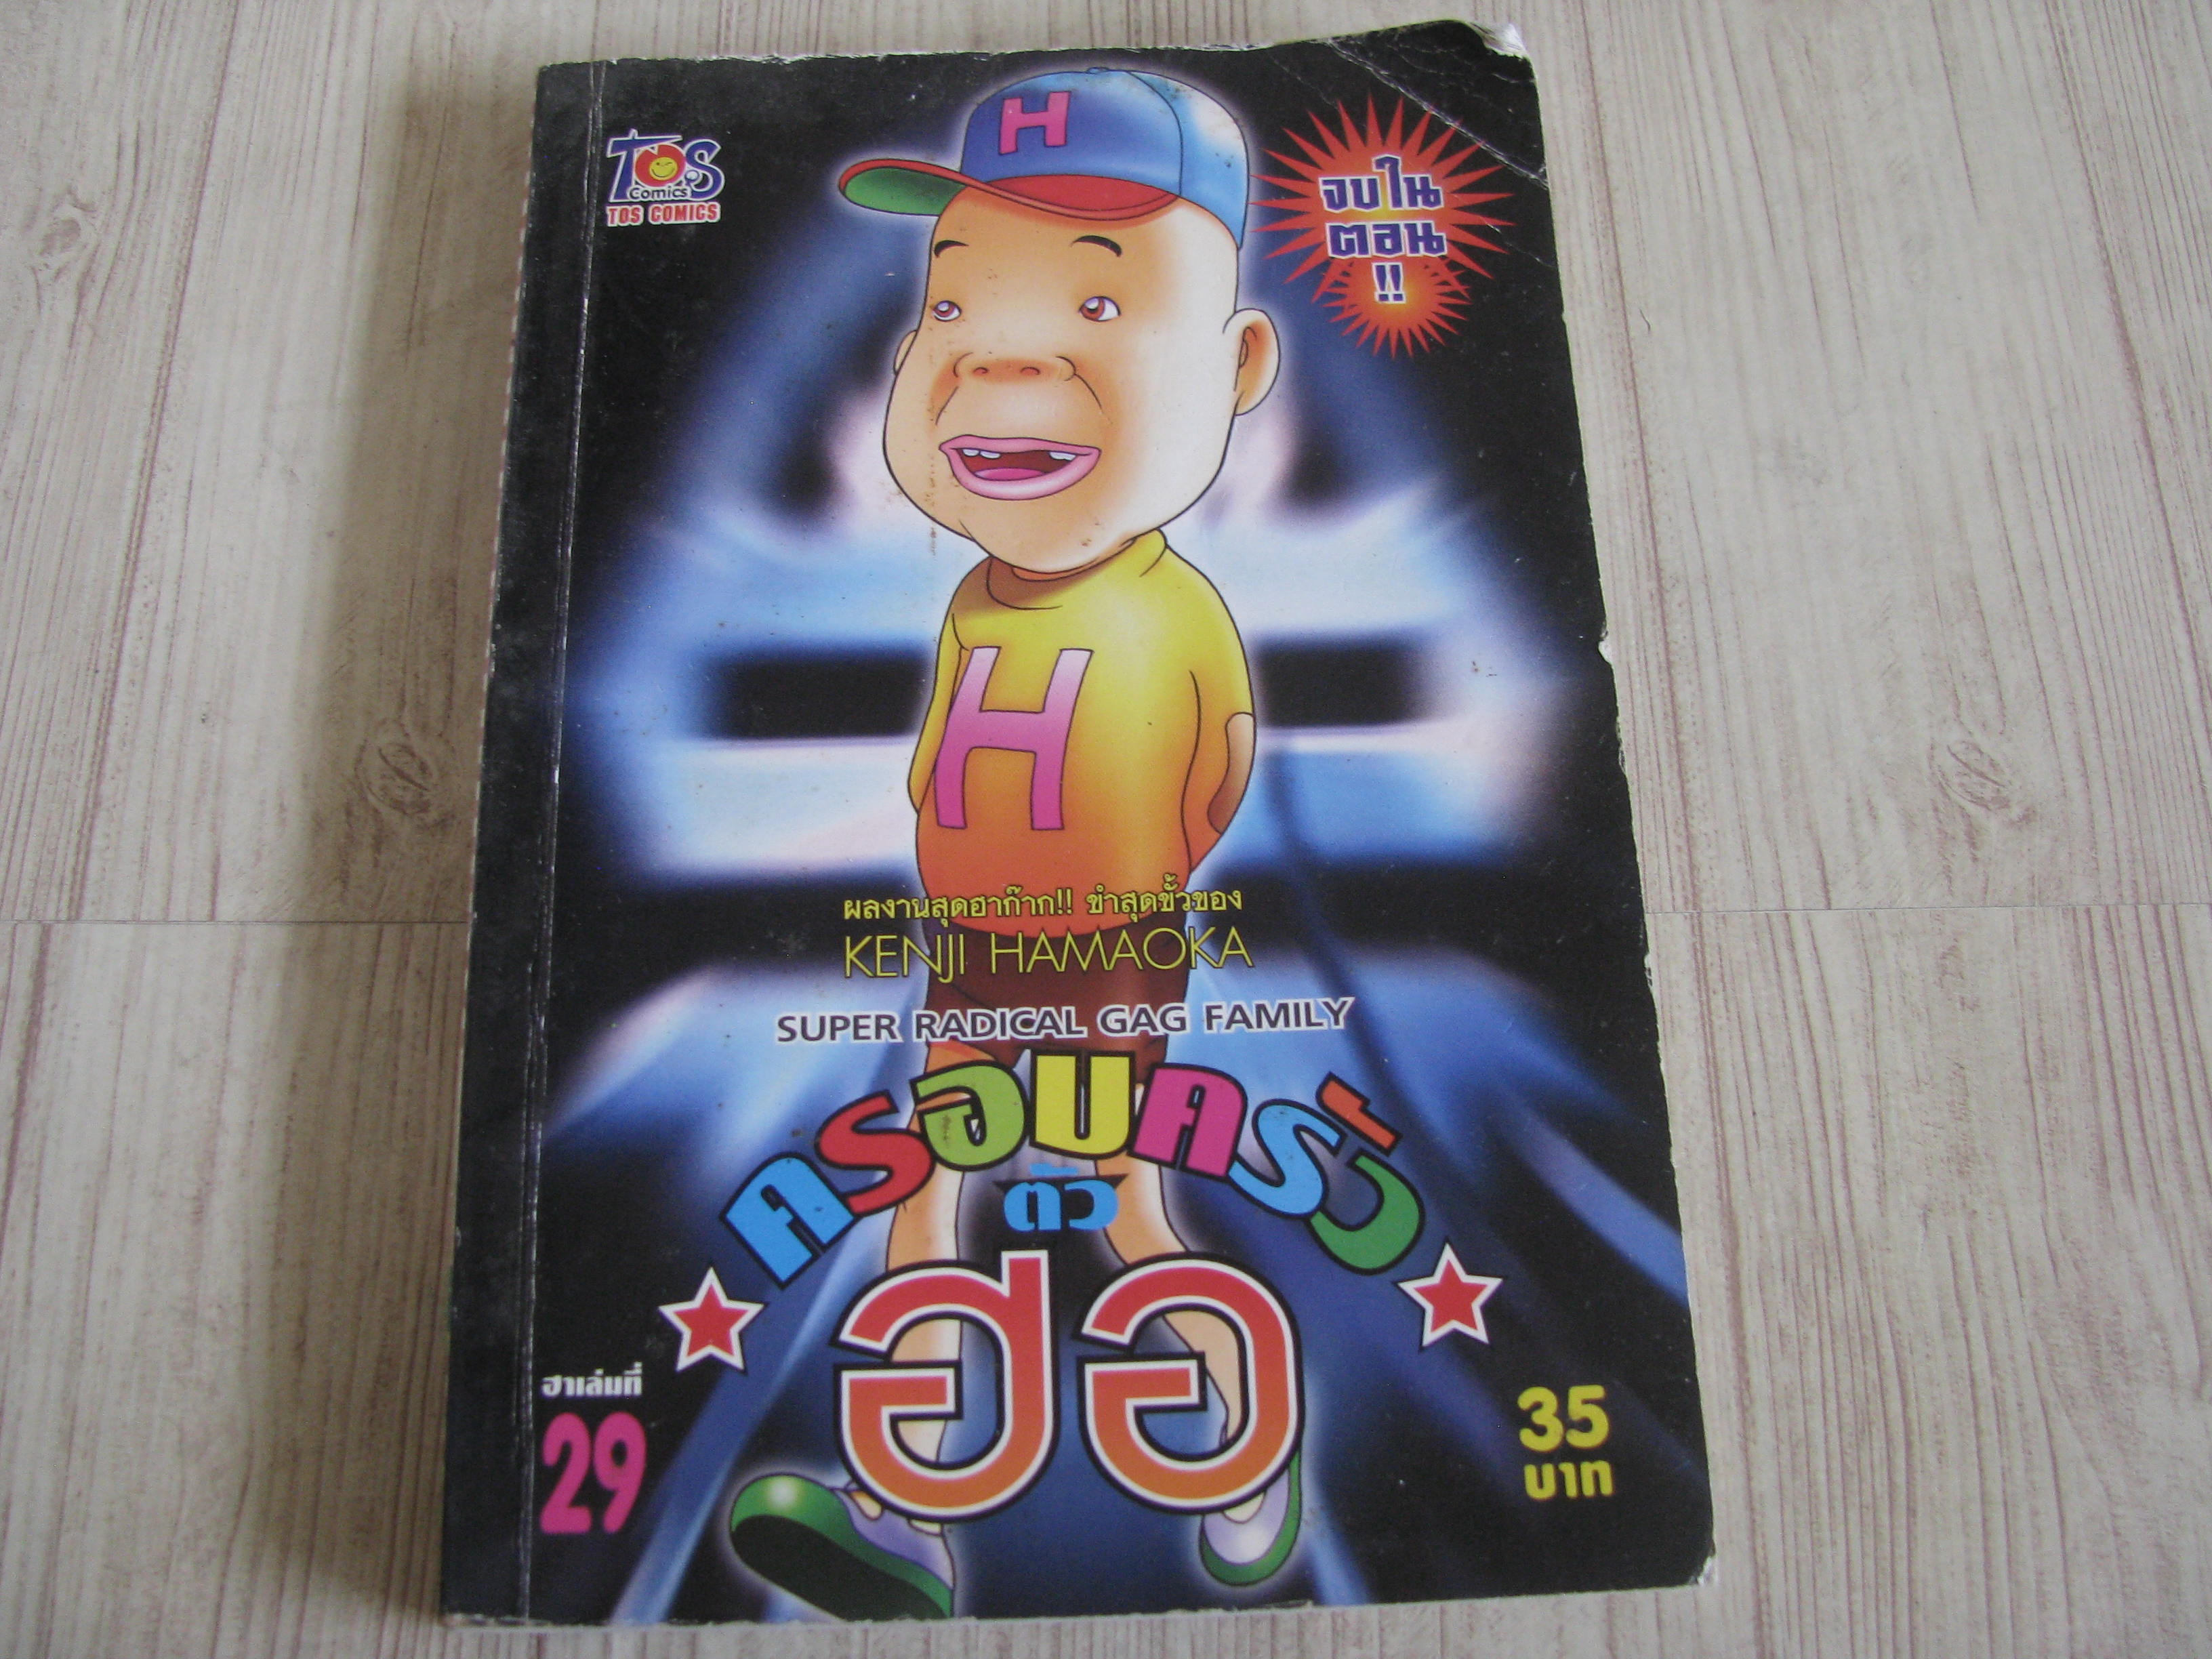 TOS
Comics
TOS COMICS
H
จบใน
ตอน
!!
H
ผลงานสุดฮาก๊าก!! ขำสุดขั้วของ
KENJI HAMAOKA
SUPER RADICAL GAG FAMILY
ครอบครัว
ตัว
ฮอ
ฮาเล่มที่
29
35
บาท